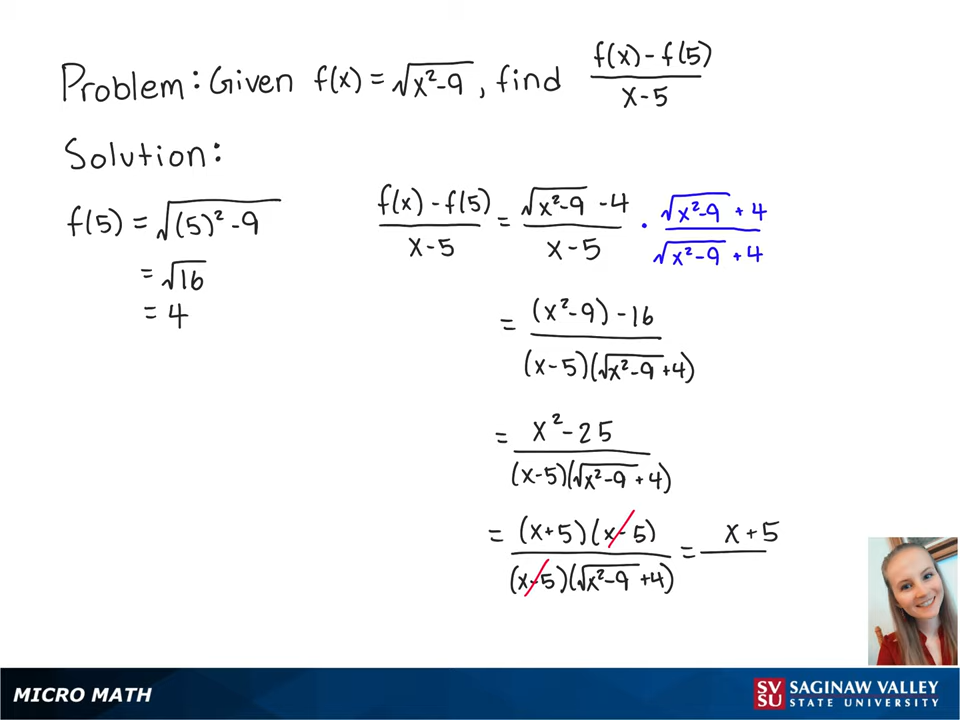 Problem: Given f(x) = √(x²-9), find (f(x) - f(5))/(x-5)
Solution:
f(5) = √((5)² - 9)
= √16
= 4
(f(x) - f(5))/(x-5) = (√(x²-9) - 4)/(x-5) · (√(x²-9) + 4)/(√(x²-9) + 4)
= ((x²-9) - 16)/((x-5)(√(x²-9) + 4))
= (x² - 25)/((x-5)(√(x²-9) + 4))
= ((x+5)(x-5))/((x-5)(√(x²-9) + 4)) = x+5
MICRO MATH
SV
SU
SAGINAW VALLEY
STATE UNIVERSITY